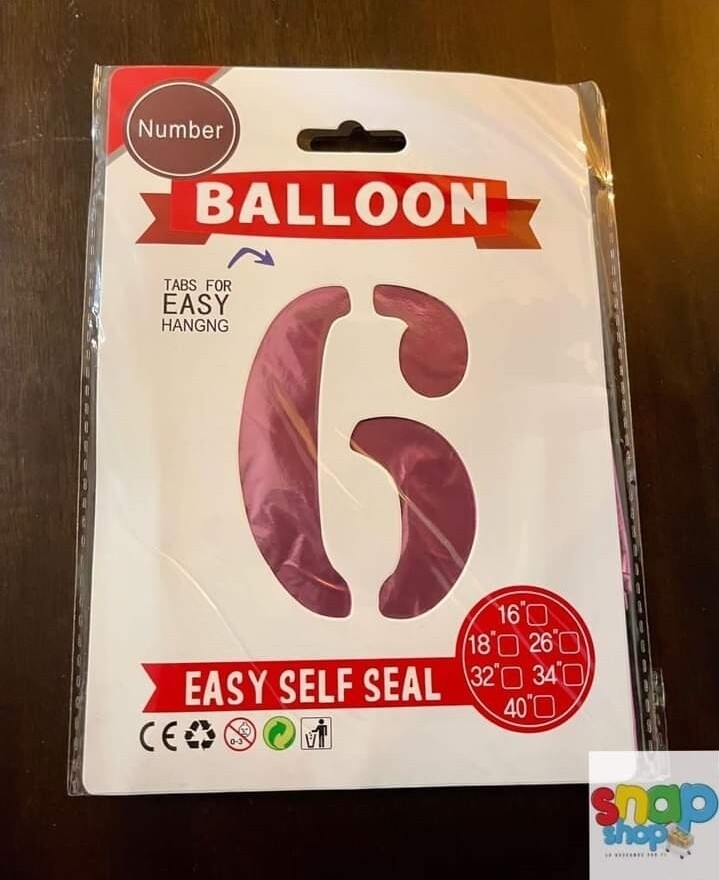 Number
BALLOON
TABS FOR
EASY
HANGNG
6
16"
18" 26"
32" 34"
40"
EASY SELF SEAL
CE
0-3
snap
shop